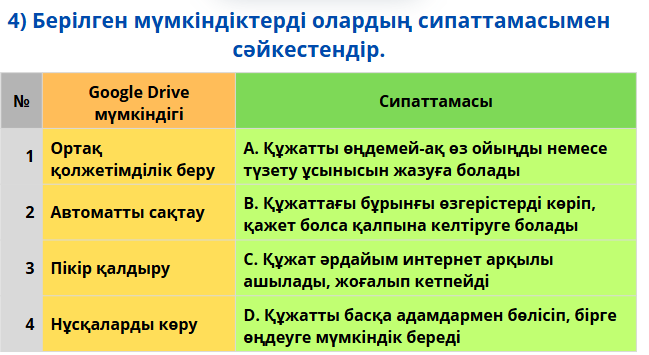 4) Берілген мүмкіндіктерді олардың сипаттамасымен
сәйкестендір.
№
Google Drive
мүмкіндігі
Сипаттамасы
1
Ортақ
қолжетімділік беру
A. Құжатты өңдемей-ақ өз ойыңды немесе
түзету ұсынысын жазуға болады
2
Автоматты сақтау
B. Құжаттағы бұрынғы өзгерістерді көріп,
қажет болса қалпына келтіруге болады
3
Пікір қалдыру
C. Құжат әрдайым интернет арқылы
ашылады, жоғалып кетпейді
4
Нұсқаларды көру
D. Құжатты басқа адамдармен бөлісіп, бірге
өңдеуге мүмкіндік береді